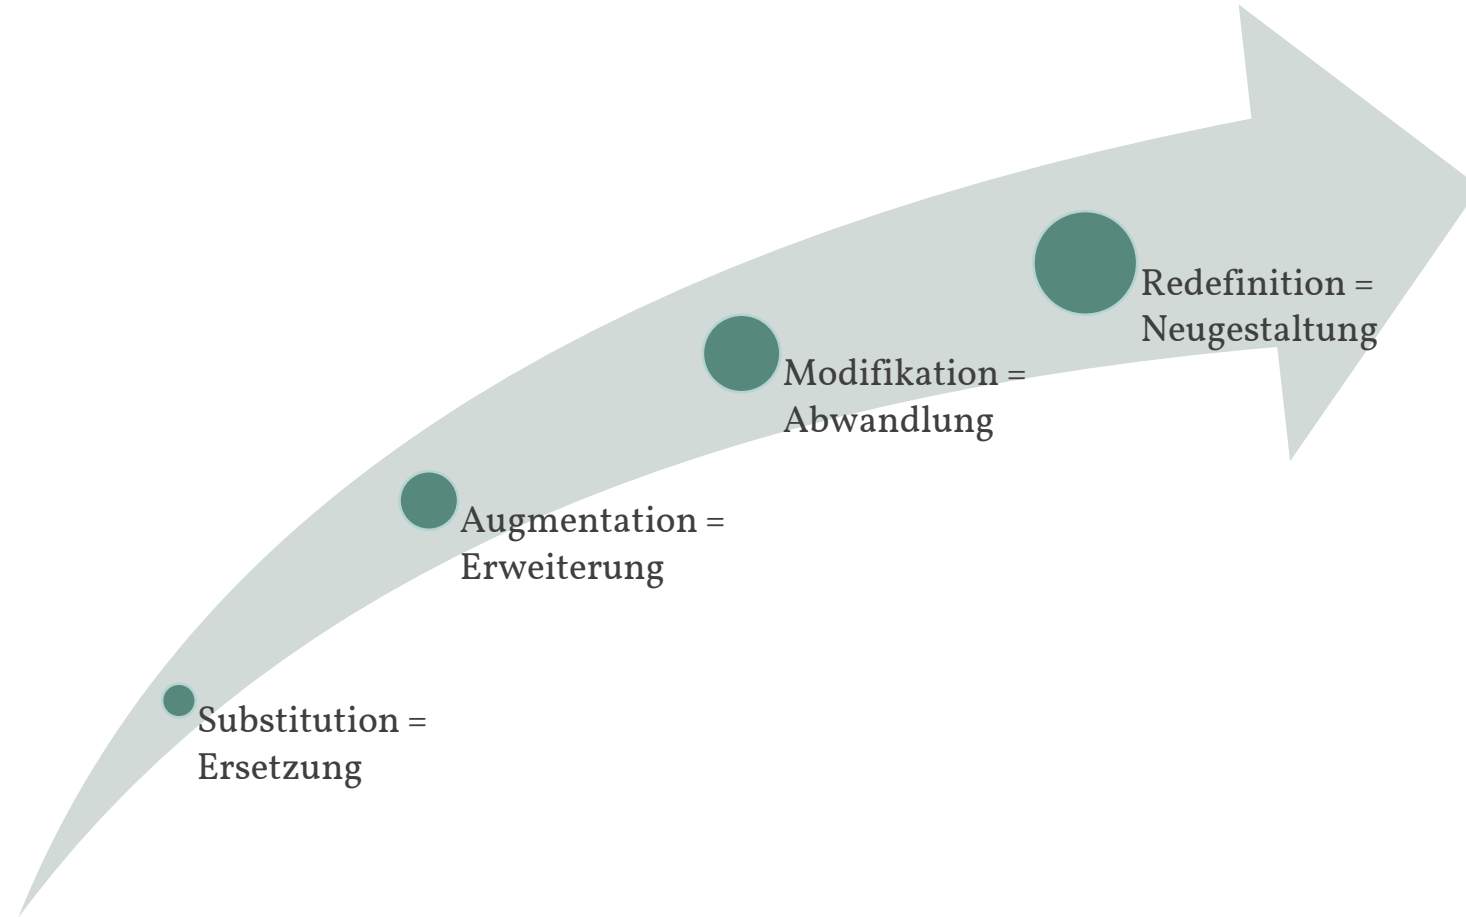 Redefinition =
Neugestaltung
Modifikation =
Abwandlung
Augmentation =
Erweiterung
Substitution =
Ersetzung